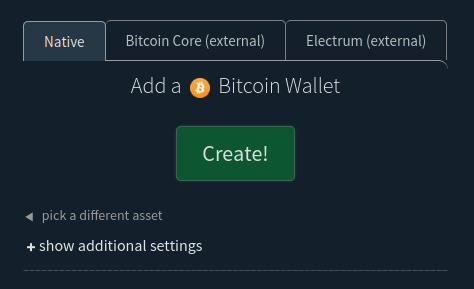 Native Bitcoin Core (external) Electrum (external)
Add a Bitcoin Wallet
Create!
pick a different asset
+ show additional settings